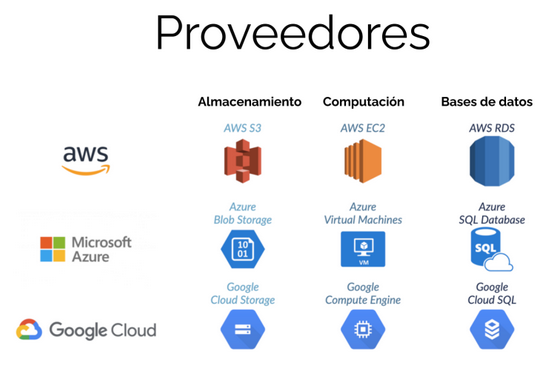 Proveedores
Almacenamiento Computación Bases de datos
AWS S3 AWS EC2 AWS RDS
aws
Azure Azure Azure
Blob Storage Virtual Machines SQL Database
Microsoft
Azure
10
01
VM
SQL
Google Google Google
Cloud Storage Compute Engine Cloud SQL
Google Cloud